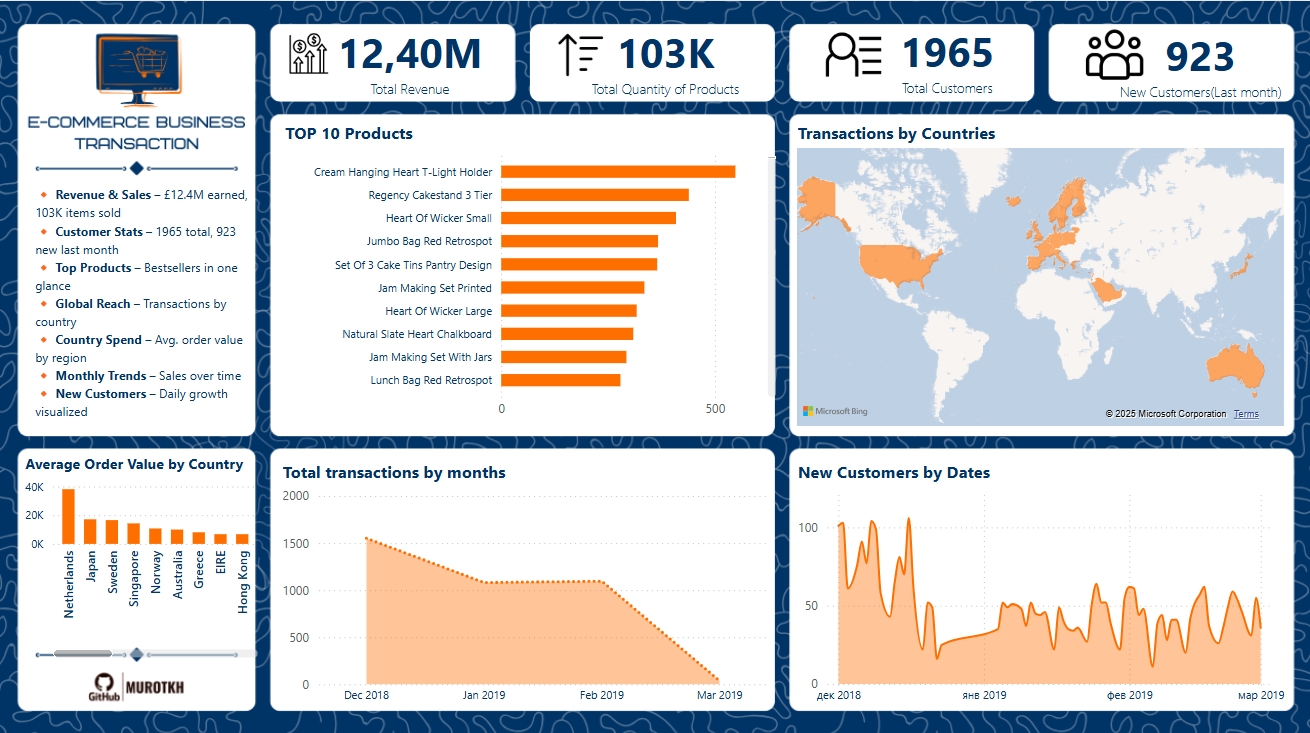 E-COMMERCE BUSINESS
TRANSACTION
Revenue & Sales – £12.4M earned,
103K items sold
Customer Stats – 1965 total, 923
new last month
Top Products – Bestsellers in one
glance
Global Reach – Transactions by
country
Country Spend – Avg. order value
by region
Monthly Trends – Sales over time
New Customers – Daily growth
visualized
12,40M
Total Revenue
103K
Total Quantity of Products
1965
Total Customers
923
New Customers(Last month)
TOP 10 Products
Cream Hanging Heart T-Light Holder
Regency Cakestand 3 Tier
Heart Of Wicker Small
Jumbo Bag Red Retrospot
Set Of 3 Cake Tins Pantry Design
Jam Making Set Printed
Heart Of Wicker Large
Natural Slate Heart Chalkboard
Jam Making Set With Jars
Lunch Bag Red Retrospot
0 500
Transactions by Countries
Microsoft Bing
© 2025 Microsoft Corporation Terms
Average Order Value by Country
40K
20K
0K
Netherlands
Japan
Sweden
Singapore
Norway
Australia
Greece
EIRE
Hong Kong
GitHub MUROTKH
Total transactions by months
2000
1500
1000
500
0
Dec 2018 Jan 2019 Feb 2019 Mar 2019
New Customers by Dates
100
50
0
дек 2018 янв 2019 фев 2019 мар 2019